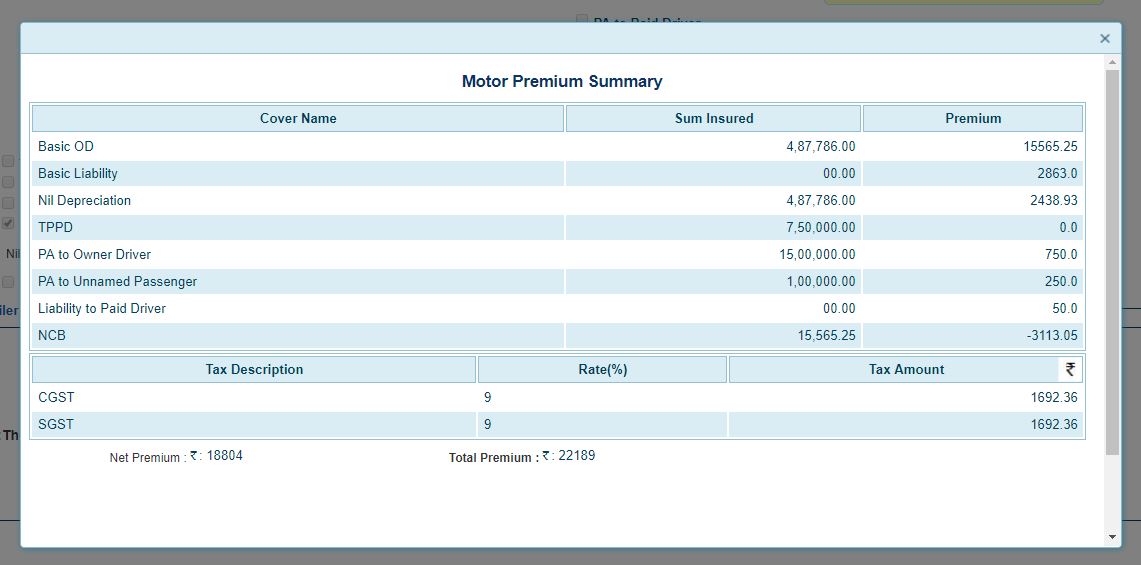 PA to Paid Driver
×
Motor Premium Summary
Cover Name Sum Insured Premium
Basic OD 4,87,786.00 15565.25
Basic Liability 00.00 2863.0
Nil Depreciation 4,87,786.00 2438.93
TPPD 7,50,000.00 0.0
PA to Owner Driver 15,00,000.00 750.0
PA to Unnamed Passenger 1,00,000.00 250.0
Liability to Paid Driver 00.00 50.0
NCB 15,565.25 -3113.05
Tax Description Rate(%) Tax Amount ₹
CGST 9 1692.36
SGST 9 1692.36
Net Premium : ₹ : 18804 Total Premium : ₹ : 22189
Nil
iler
t Th